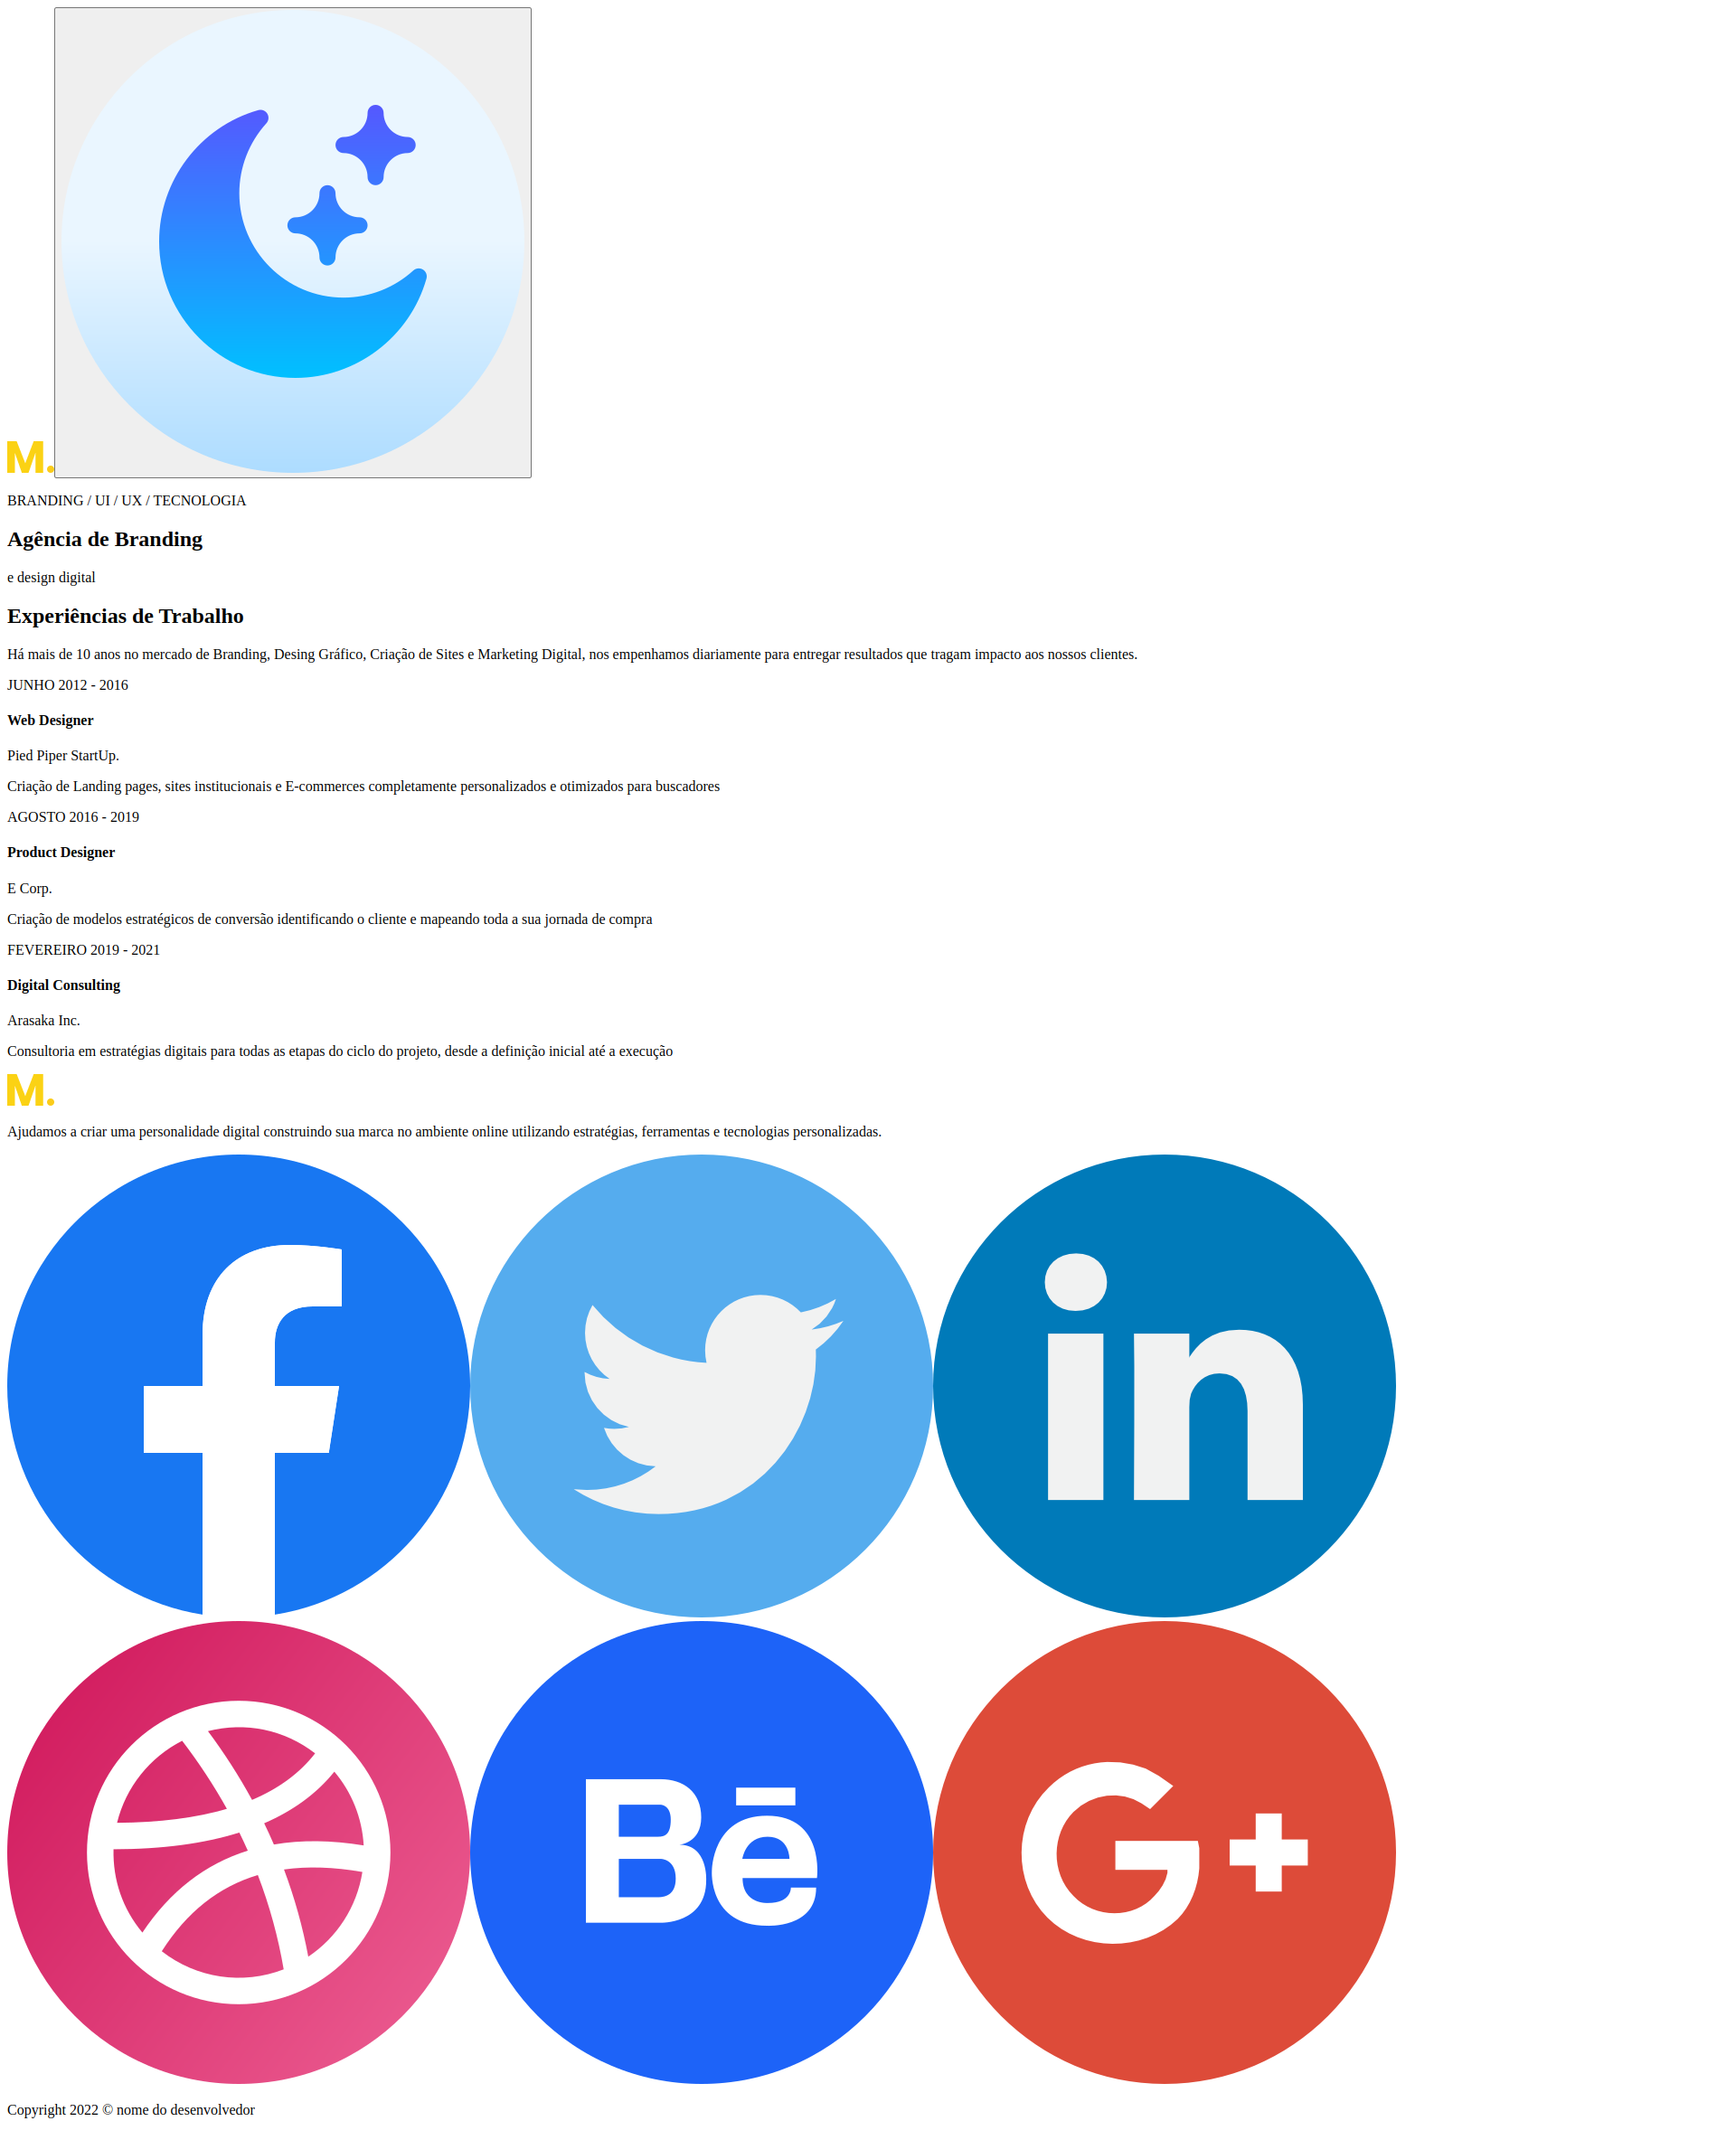 M.
BRANDING / UI / UX / TECNOLOGIA
Agência de Branding
e design digital
Experiências de Trabalho
Há mais de 10 anos no mercado de Branding, Desing Gráfico, Criação de Sites e Marketing Digital, nos empenhamos diariamente para entregar resultados que tragam impacto aos nossos clientes.
JUNHO 2012 - 2016
Web Designer
Pied Piper StartUp.
Criação de Landing pages, sites institucionais e E-commerces completamente personalizados e otimizados para buscadores
AGOSTO 2016 - 2019
Product Designer
E Corp.
Criação de modelos estratégicos de conversão identificando o cliente e mapeando toda a sua jornada de compra
FEVEREIRO 2019 - 2021
Digital Consulting
Arasaka Inc.
Consultoria em estratégias digitais para todas as etapas do ciclo do projeto, desde a definição inicial até a execução
M.
Ajudamos a criar uma personalidade digital construindo sua marca no ambiente online utilizando estratégias, ferramentas e tecnologias personalizadas.
f
in
Bē
G+
Copyright 2022 © nome do desenvolvedor